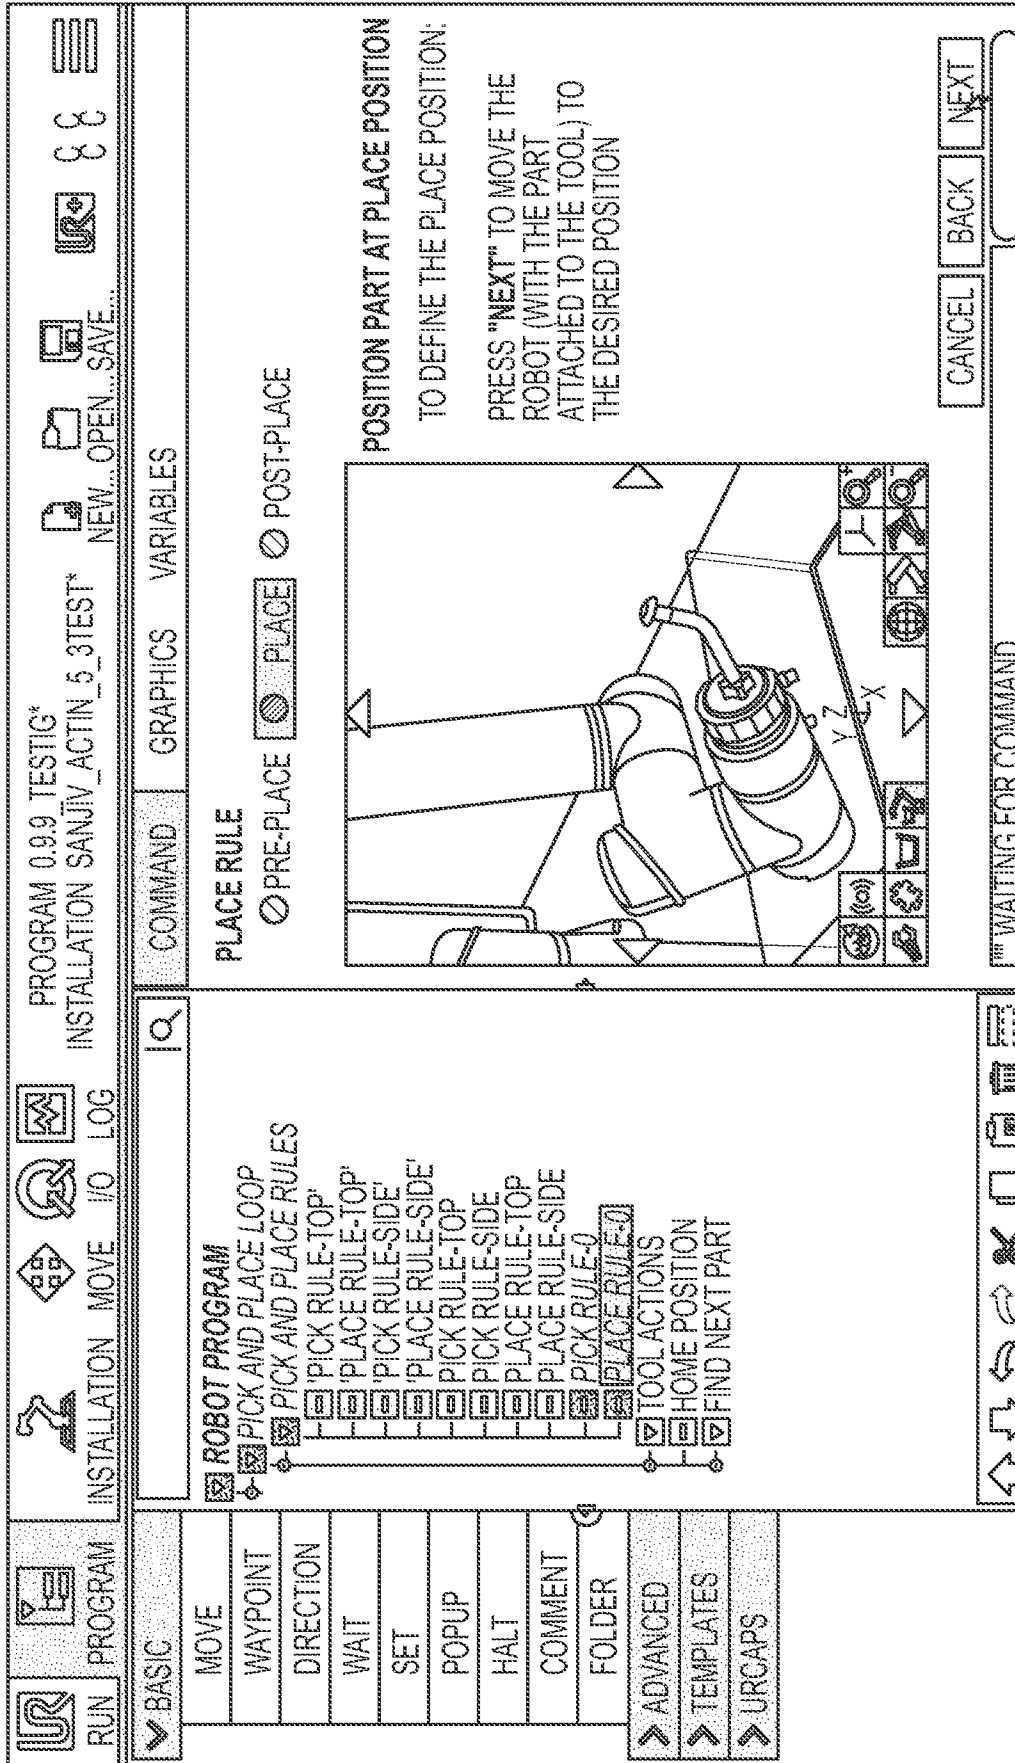 RUN
PROGRAM
INSTALLATION
MOVE
I/O
LOG
PROGRAM 0.9.9_TESTIG*
INSTALLATION SANJIV_ACTIN_5_3TEST*
NEW...
OPEN...
SAVE...
C C
C C
BASIC
MOVE
WAYPOINT
DIRECTION
WAIT
SET
POPUP
HALT
COMMENT
FOLDER
ADVANCED
TEMPLATES
URCAPS
ROBOT PROGRAM
PICK AND PLACE LOOP
PICK AND PLACE RULES
'PICK RULE-TOP'
'PLACE RULE-TOP'
'PICK RULE-SIDE'
'PLACE RULE-SIDE'
PICK RULE-TOP
PICK RULE-SIDE
PLACE RULE-TOP
PLACE RULE-SIDE
PICK RULE-0
PLACE RULE-0
TOOL ACTIONS
HOME POSITION
FIND NEXT PART
COMMAND
GRAPHICS
VARIABLES
PLACE RULE
PRE-PLACE
PLACE
POST-PLACE
Y Z
X
POSITION PART AT PLACE POSITION
TO DEFINE THE PLACE POSITION:
PRESS "NEXT" TO MOVE THE
ROBOT (WITH THE PART
ATTACHED TO THE TOOL) TO
THE DESIRED POSITION
CANCEL
BACK
NEXT
"" WAITING FOR COMMAND